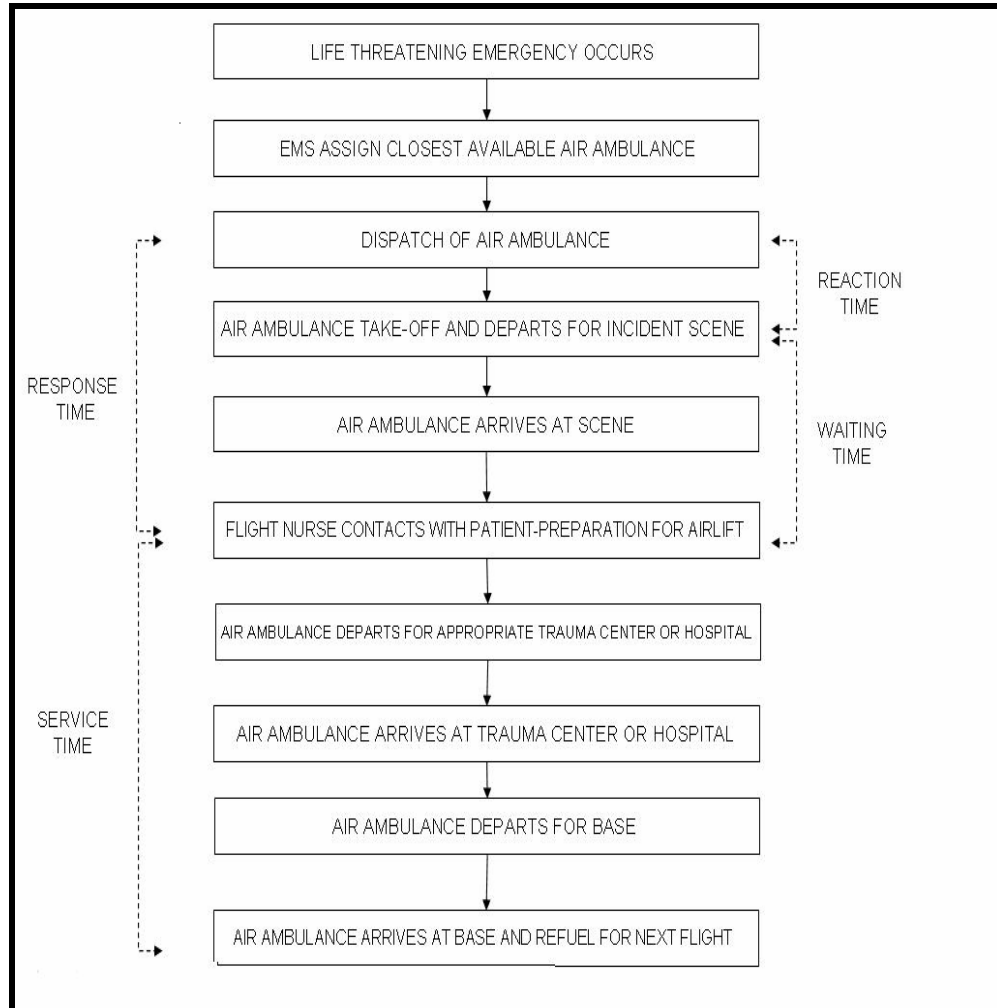 LIFE THREATENING EMERGENCY OCCURS
EMS ASSIGN CLOSEST AVAILABLE AIR AMBULANCE
DISPATCH OF AIR AMBULANCE
REACTION
TIME
AIR AMBULANCE TAKE-OFF AND DEPARTS FOR INCIDENT SCENE
RESPONSE
TIME
AIR AMBULANCE ARRIVES AT SCENE
WAITING
TIME
FLIGHT NURSE CONTACTS WITH PATIENT-PREPARATION FOR AIRLIFT
AIR AMBULANCE DEPARTS FOR APPROPRIATE TRAUMA CENTER OR HOSPITAL
SERVICE
TIME
AIR AMBULANCE ARRIVES AT TRAUMA CENTER OR HOSPITAL
AIR AMBULANCE DEPARTS FOR BASE
AIR AMBULANCE ARRIVES AT BASE AND REFUEL FOR NEXT FLIGHT